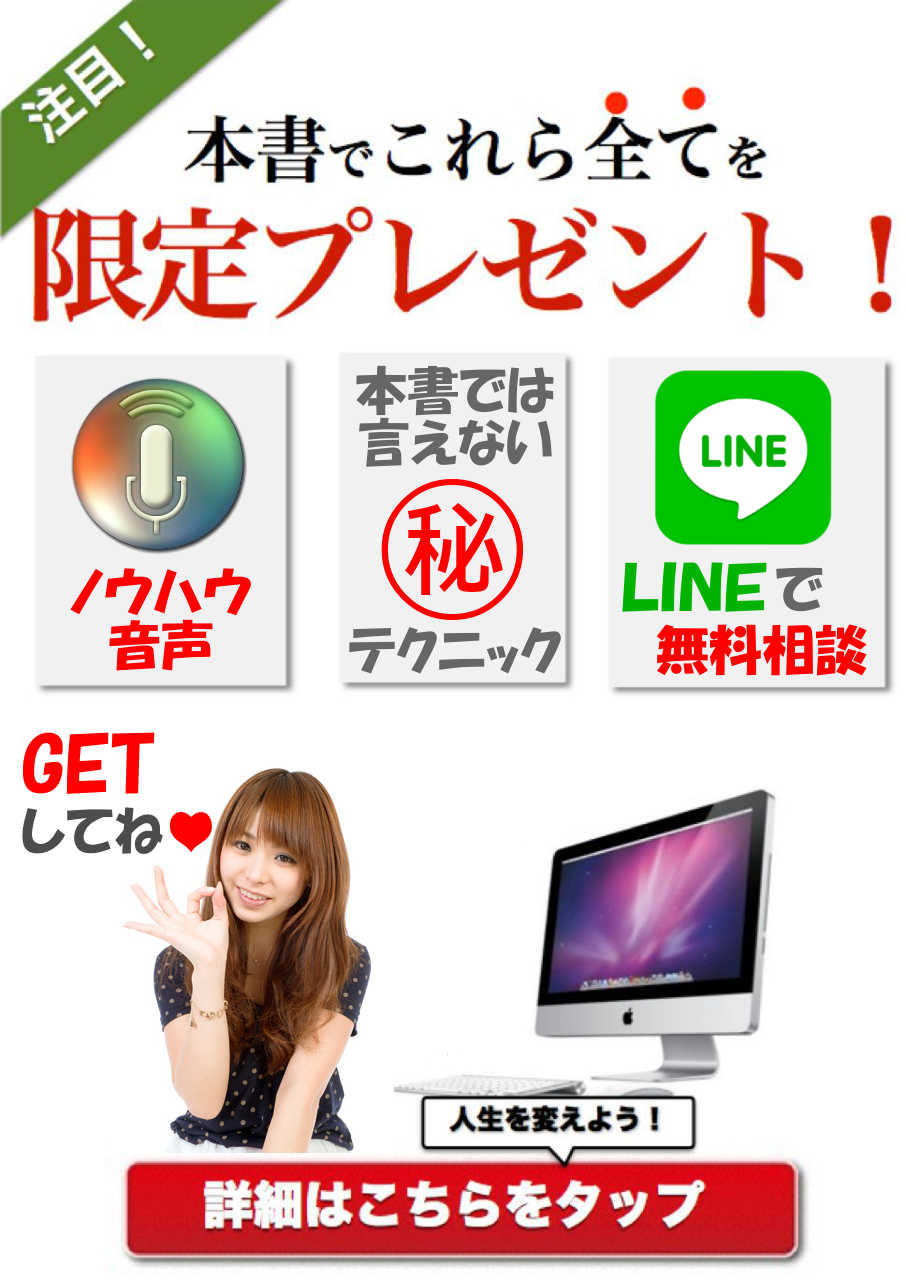 注目！
本書でこれら全てを
限定プレゼント！
ノウハウ
音声
本書では
言えない
秘
テクニック
LINE
LINEで
無料相談
GET
してね♥
人生を変えよう！
詳細はこちらをタップ